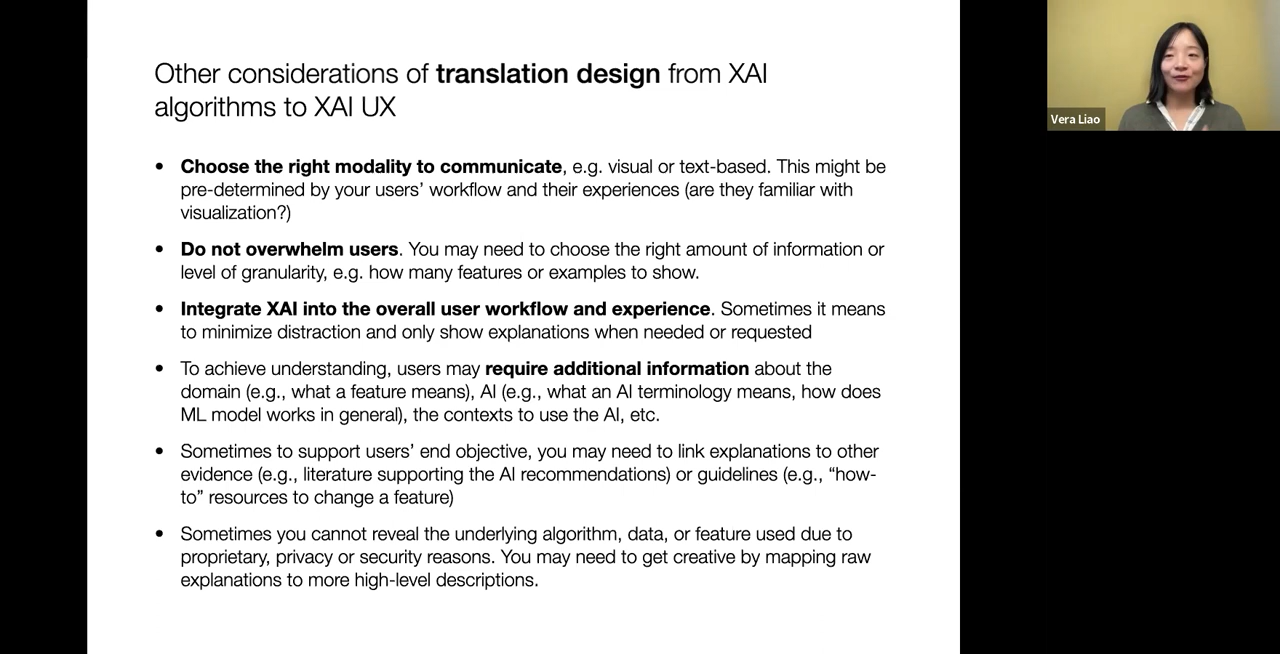 Other considerations of translation design from XAI
algorithms to XAI UX
• Choose the right modality to communicate, e.g. visual or text-based. This might be
pre-determined by your users’ workflow and their experiences (are they familiar with
visualization?)
• Do not overwhelm users. You may need to choose the right amount of information or
level of granularity, e.g. how many features or examples to show.
• Integrate XAI into the overall user workflow and experience. Sometimes it means
to minimize distraction and only show explanations when needed or requested
• To achieve understanding, users may require additional information about the
domain (e.g., what a feature means), AI (e.g., what an AI terminology means, how does
ML model works in general), the contexts to use the AI, etc.
• Sometimes to support users’ end objective, you may need to link explanations to other
evidence (e.g., literature supporting the AI recommendations) or guidelines (e.g., “how-
to” resources to change a feature)
• Sometimes you cannot reveal the underlying algorithm, data, or feature used due to
proprietary, privacy or security reasons. You may need to get creative by mapping raw
explanations to more high-level descriptions.
Vera Liao